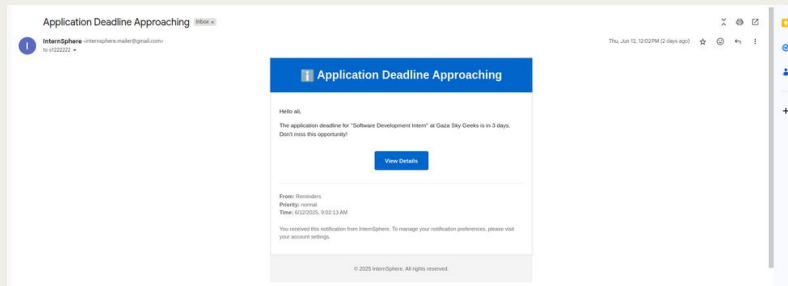 Application Deadline Approaching Inbox x
InternSphere <internsphere.mailer@gmail.com>
Thu, Jun 12, 12:02 PM (2 days ago)
to s1222222
I
Application Deadline Approaching
Hello ali,
The application deadline for "Software Development Intern" at Gaza Sky Geeks is in 3 days.
Don't miss this opportunity!
View Details
From: Reminders
Priority: normal
Time: 6/12/2025, 9:02:13 AM
You received this notification from InternSphere. To manage your notification preferences, please visit
your account settings.
© 2025 InternSphere. All rights reserved.